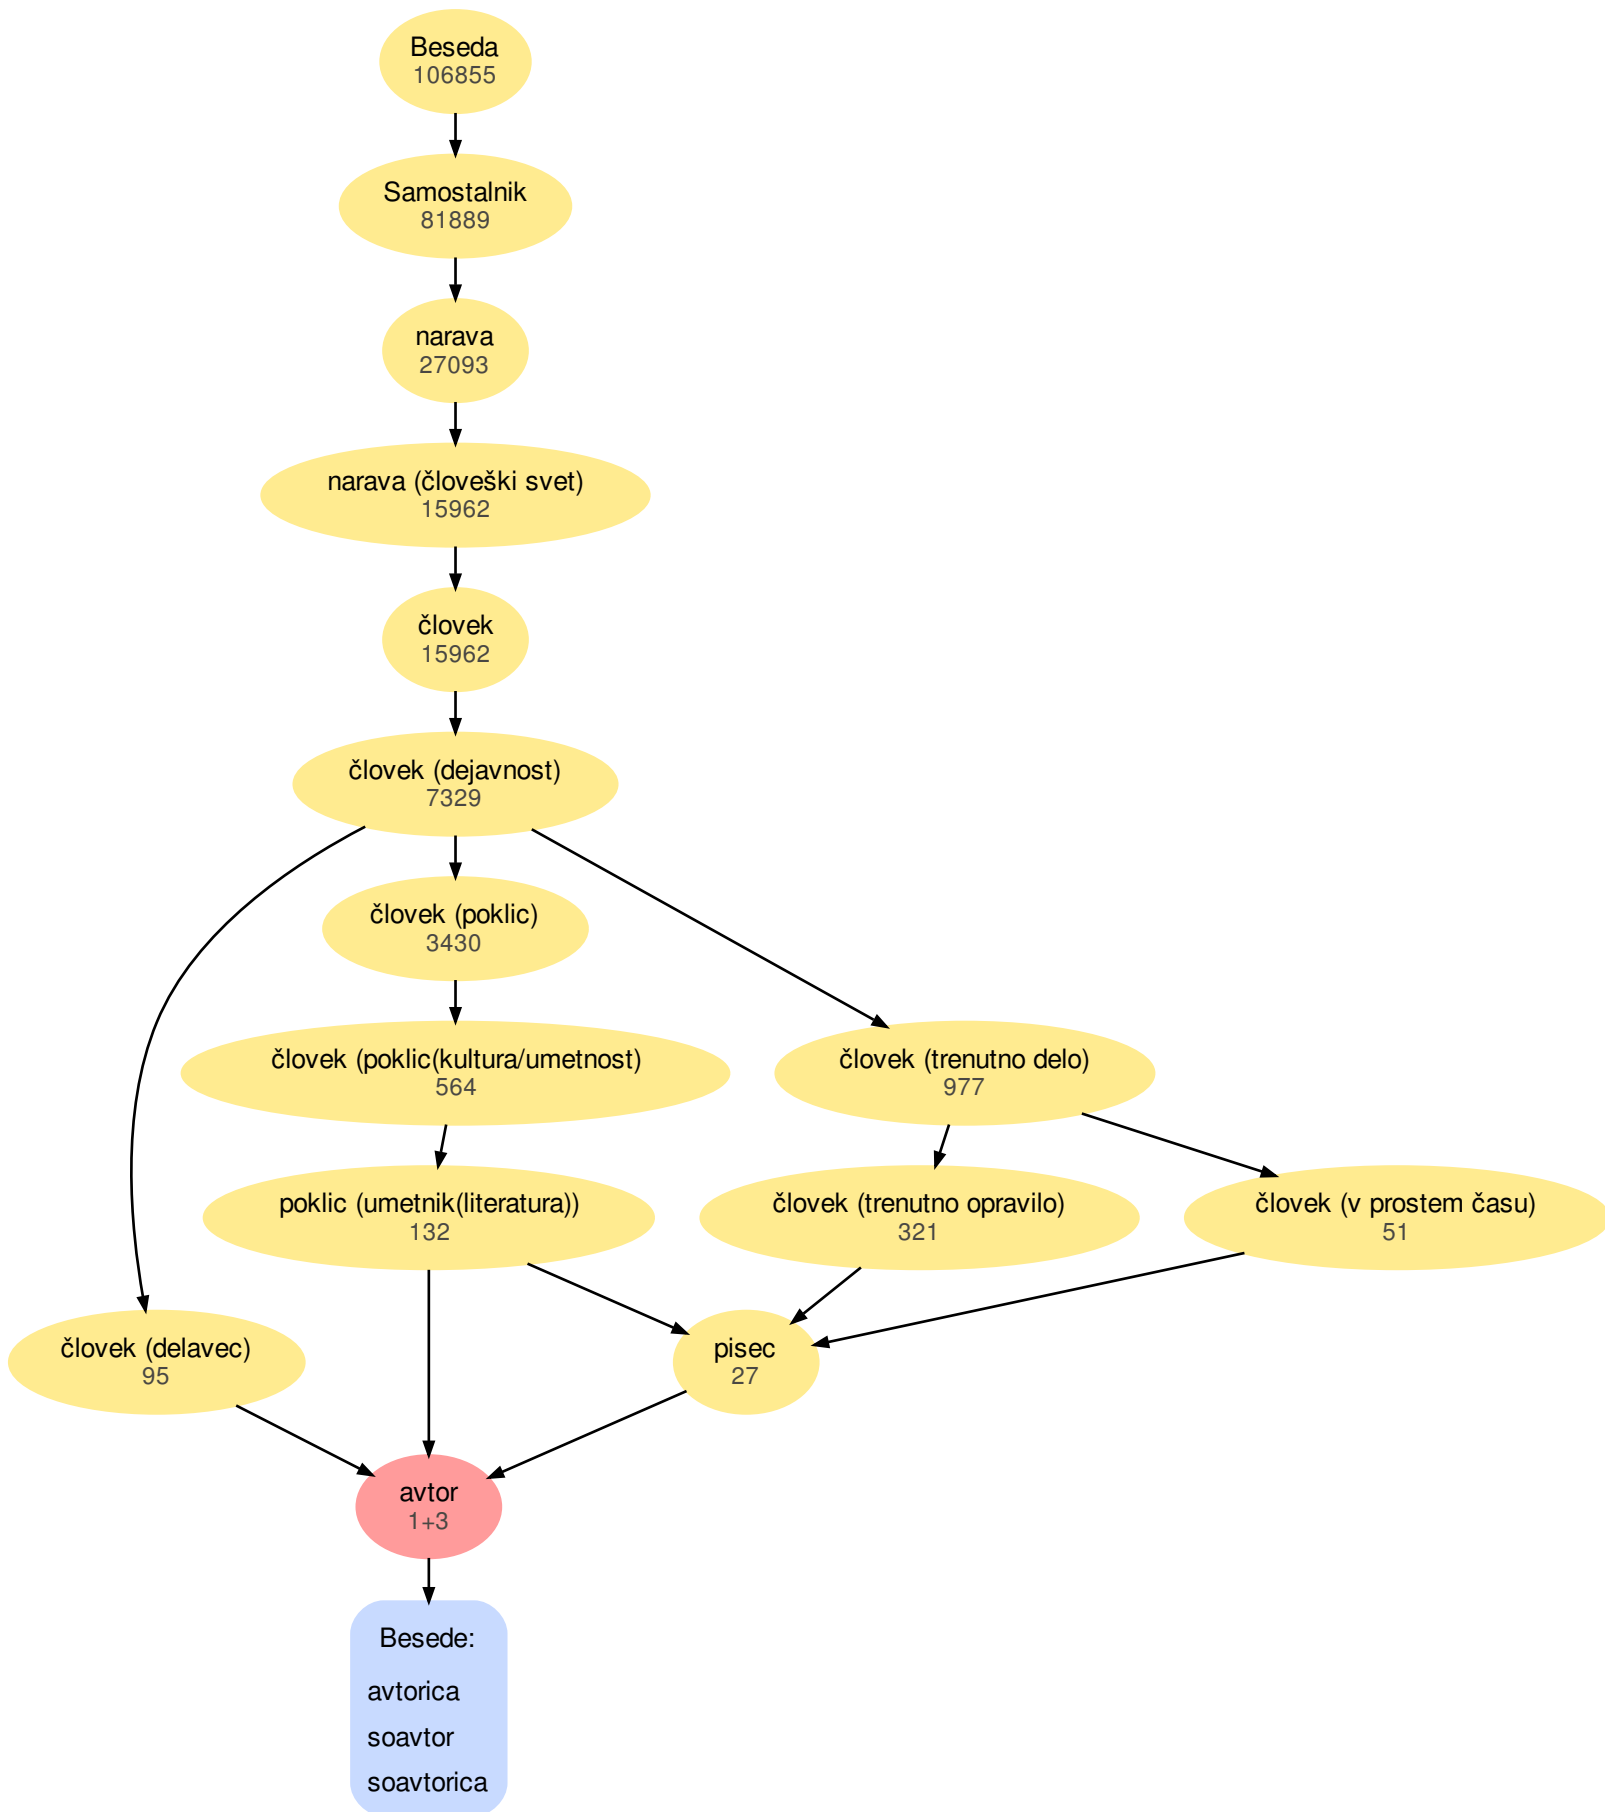 Beseda
106855
Samostalnik
81889
narava
27093
narava (človeški svet)
15962
človek
15962
človek (dejavnost)
7329
človek (poklic)
3430
človek (poklic(kultura/umetnost)
564
človek (trenutno delo)
977
poklic (umetnik(literatura))
132
človek (trenutno opravilo)
321
človek (v prostem času)
51
človek (delavec)
95
pisec
27
avtor
1+3
Besede:
avtorica
soavtor
soavtorica